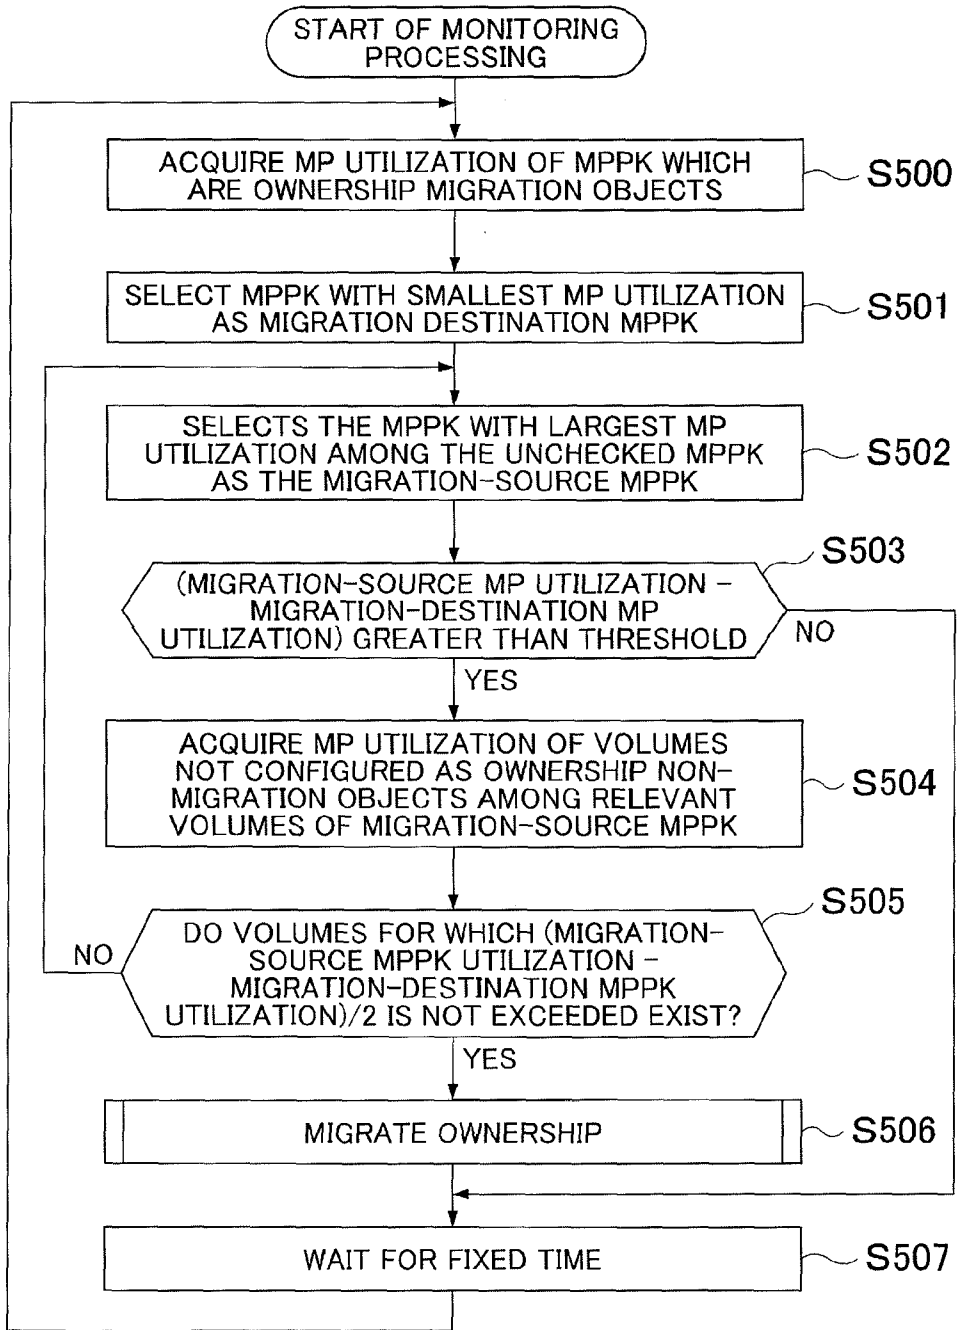 START OF MONITORING
PROCESSING
ACQUIRE MP UTILIZATION OF MPPK WHICH
ARE OWNERSHIP MIGRATION OBJECTS
S500
SELECT MPPK WITH SMALLEST MP UTILIZATION
AS MIGRATION DESTINATION MPPK
S501
SELECTS THE MPPK WITH LARGEST MP
UTILIZATION AMONG THE UNCHECKED MPPK
AS THE MIGRATION-SOURCE MPPK
S502
S503
(MIGRATION-SOURCE MP UTILIZATION -
MIGRATION-DESTINATION MP
UTILIZATION) GREATER THAN THRESHOLD
NO
YES
ACQUIRE MP UTILIZATION OF VOLUMES
NOT CONFIGURED AS OWNERSHIP NON-
MIGRATION OBJECTS AMONG RELEVANT
VOLUMES OF MIGRATION-SOURCE MPPK
S504
S505
DO VOLUMES FOR WHICH (MIGRATION-
SOURCE MPPK UTILIZATION -
MIGRATION-DESTINATION MPPK
UTILIZATION)/2 IS NOT EXCEEDED EXIST?
NO
YES
MIGRATE OWNERSHIP
S506
WAIT FOR FIXED TIME
S507